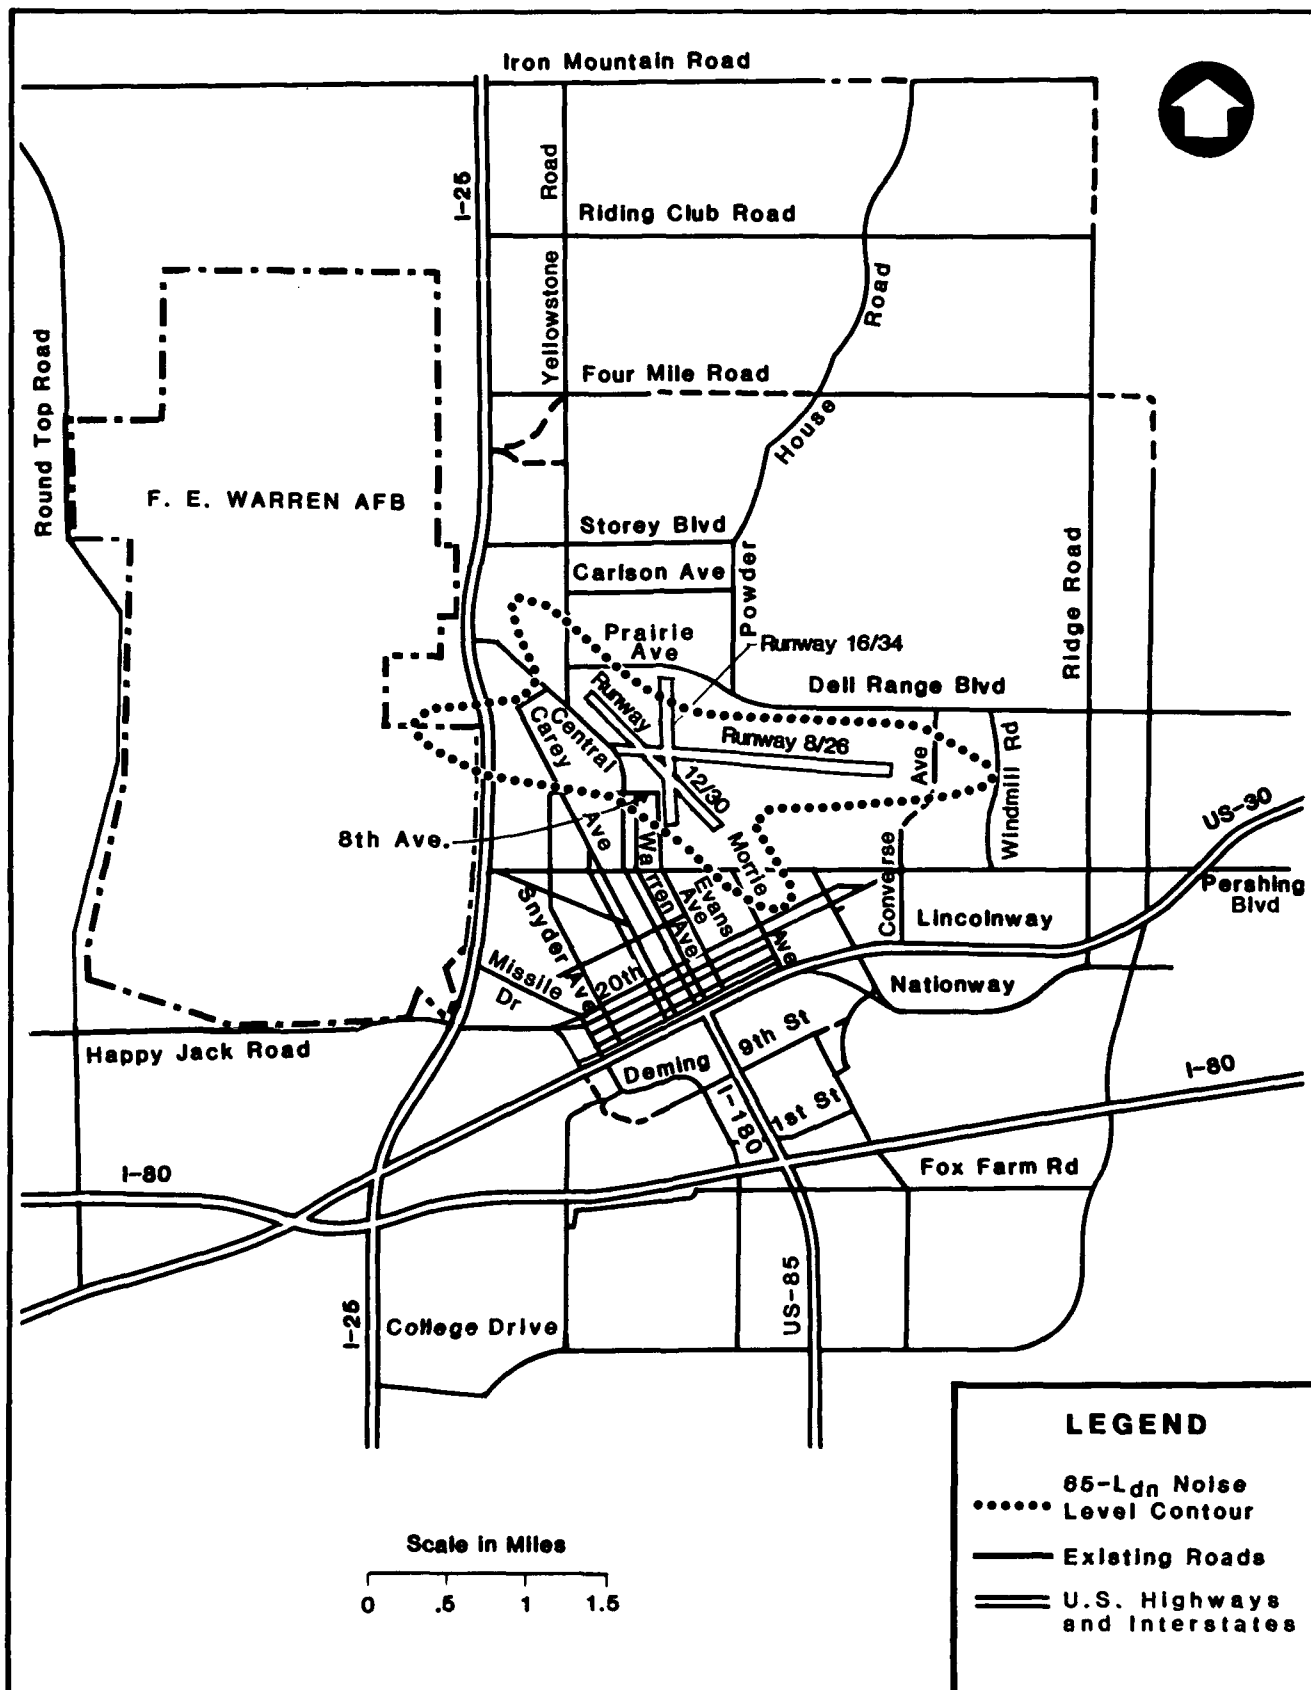 Iron Mountain Road
Road
I-25
Riding Club Road
Yellowstone
Road
Round Top Road
Four Mile Road
House
F. E. WARREN AFB
Storey Blvd
Carlson Ave
Powder
Ridge Road
Prairie
Ave
Runway 16/34
Dell Range Blvd
Runway
Central
Carey
Runway 8/26
Ave
Windmill Rd
12/30
US-30
8th Ave.
Ave
Warren Ave
Morrie
Converse
Pershing
Blvd
Snyder Ave
Evans
Ave
Lincolnway
Ave
Missile
Dr
20th
Nationway
Happy Jack Road
Deming
9th St
I-80
I-180
1st St
I-80
Fox Farm Rd
I-25
College Drive
US-85
LEGEND
65-Ldn Noise
Level Contour
Existing Roads
U.S. Highways
and Interstates
Scale in Miles
0 .5 1 1.5